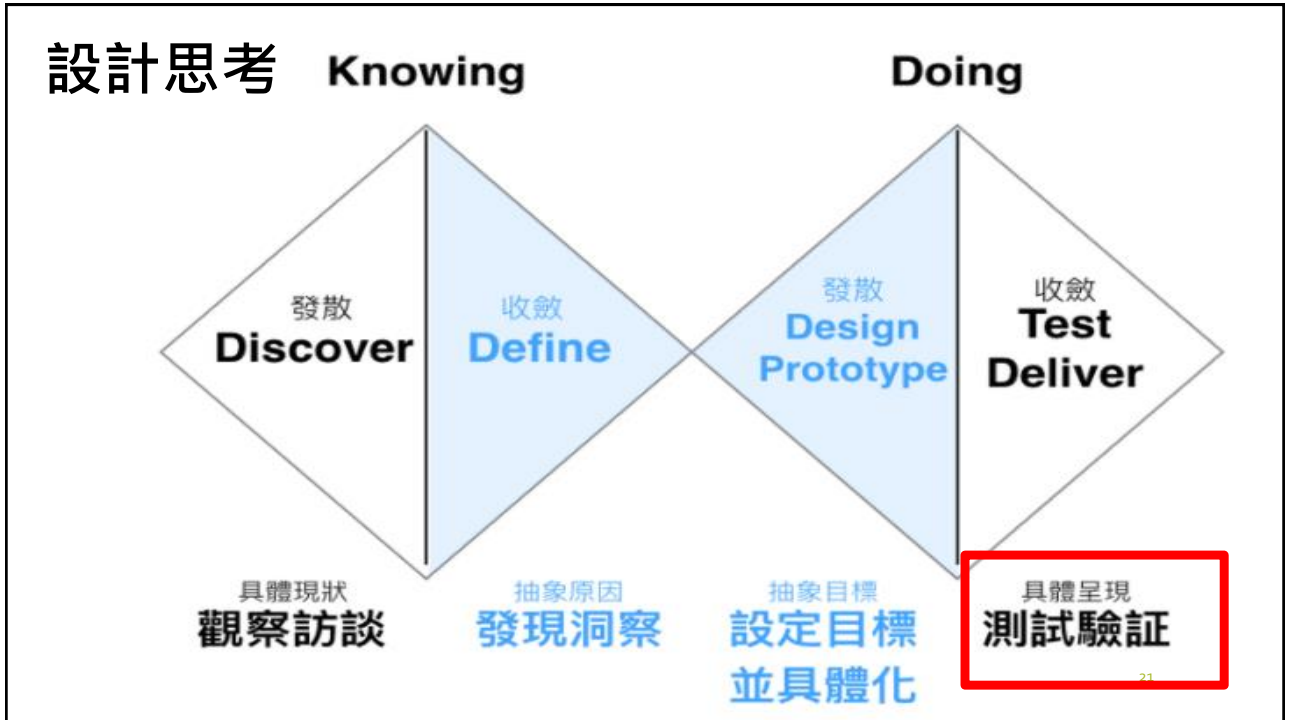 設計思考
Knowing
Doing
發散
Discover
收斂
Define
發散
Design
Prototype
收斂
Test
Deliver
具體現狀
觀察訪談
抽象原因
發現洞察
抽象目標
設定目標
並具體化
具體呈現
測試驗証
21